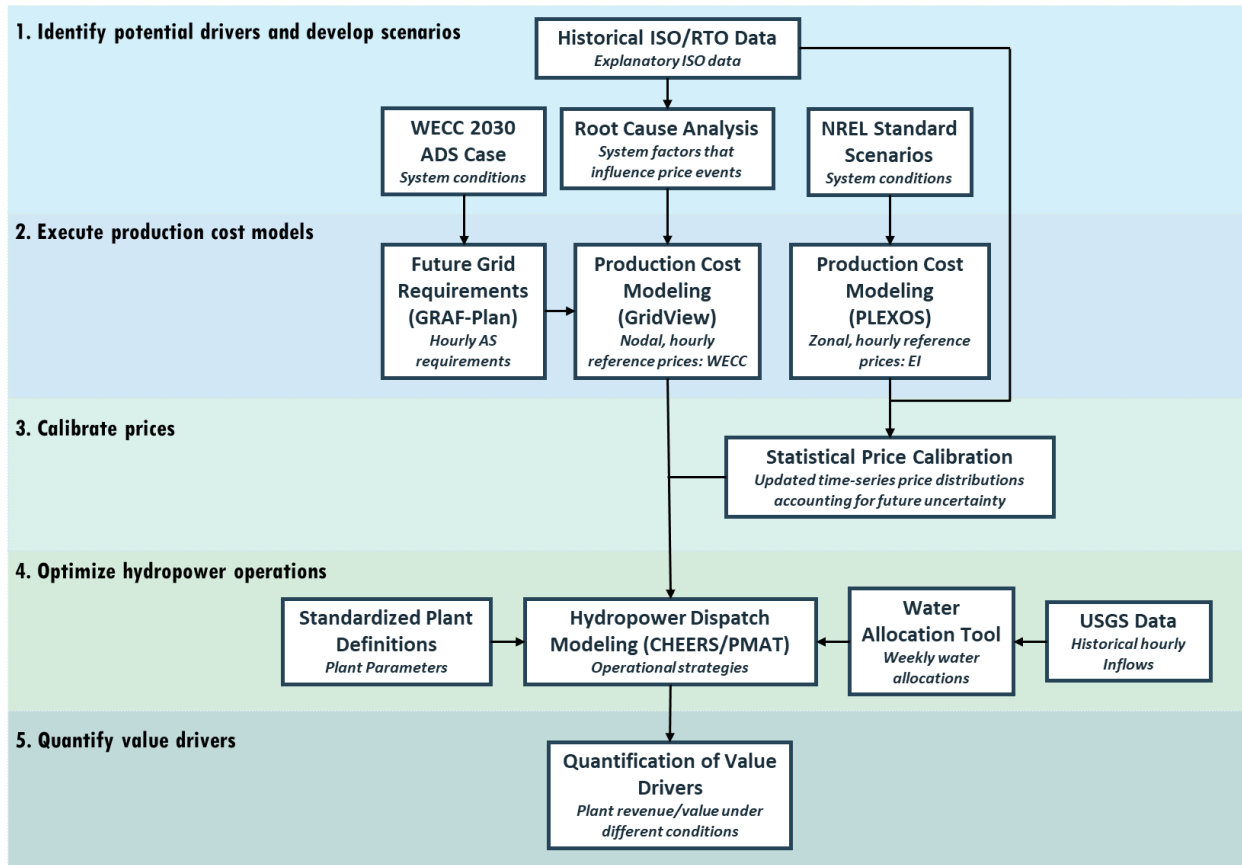 1. Identify potential drivers and develop scenarios
Historical ISO/RTO Data
Explanatory ISO data
WECC 2030
ADS Case
System conditions
Root Cause Analysis
System factors that
influence price events
NREL Standard
Scenarios
System conditions
2. Execute production cost models
Future Grid
Requirements
(GRAF-Plan)
Hourly AS
requirements
Production Cost
Modeling
(GridView)
Nodal, hourly
reference prices: WECC
Production Cost
Modeling
(PLEXOS)
Zonal, hourly reference
prices: EI
3. Calibrate prices
Statistical Price Calibration
Updated time-series price distributions
accounting for future uncertainty
4. Optimize hydropower operations
Standardized Plant
Definitions
Plant Parameters
Hydropower Dispatch
Modeling (CHEERS/PMAT)
Operational strategies
Water
Allocation Tool
Weekly water
allocations
USGS Data
Historical hourly
Inflows
5. Quantify value drivers
Quantification of Value
Drivers
Plant revenue/value under
different conditions